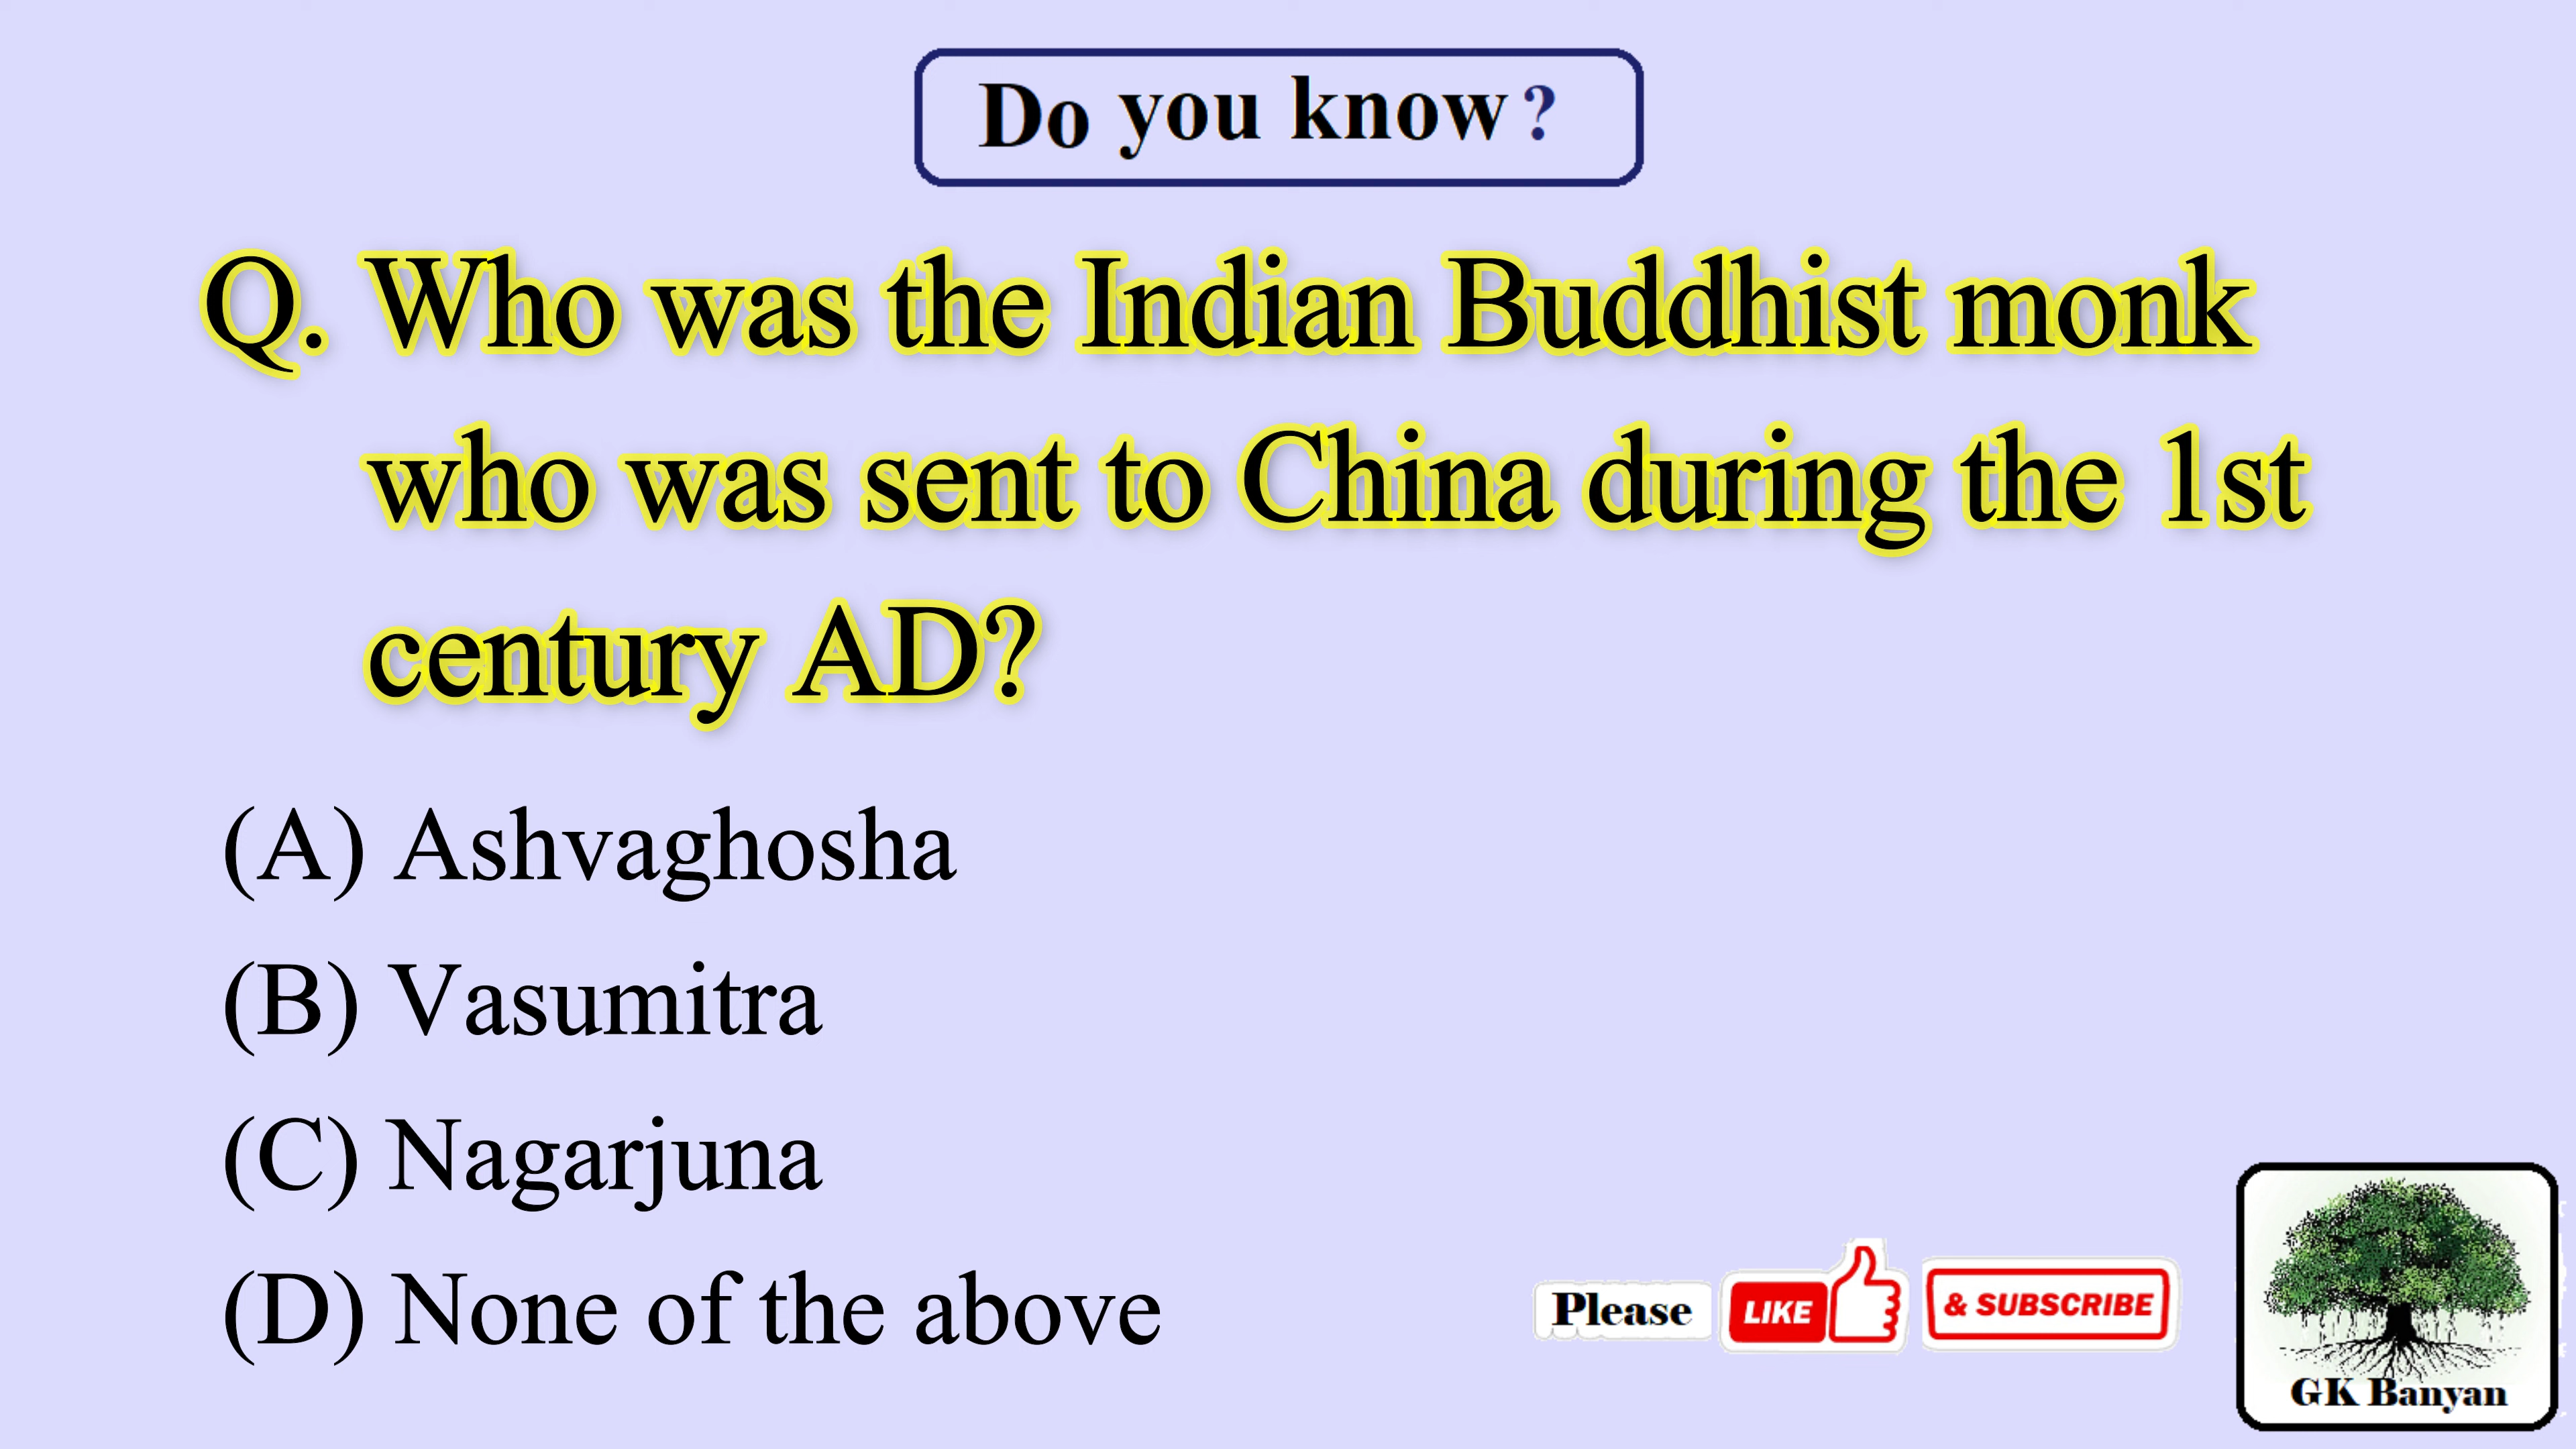 Do you know?
Q. Who was the Indian Buddhist monk
who was sent to China during the 1st
century AD?
(A) Ashvaghosha
(B) Vasumitra
(C) Nagarjuna
(D) None of the above
Please LIKE & SUBSCRIBE
GK Banyan